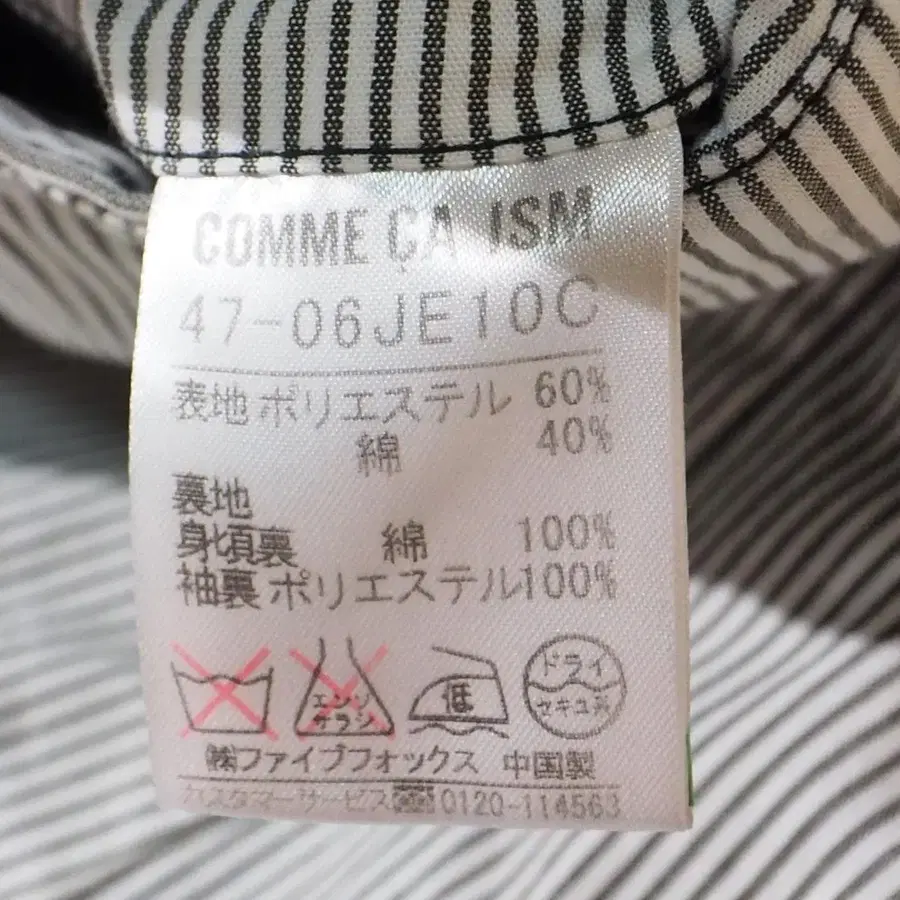 COMME ÇA ISM
47-06JE10C
表地 ポリエステル 60%
綿 40%
裏地
身頃裏 綿 100%
袖裏 ポリエステル100%
エンソ
サラシ
低
ドライ
セキユ系
㈱ファイブフォックス 中国製
カスタマーサービス 0120-114563